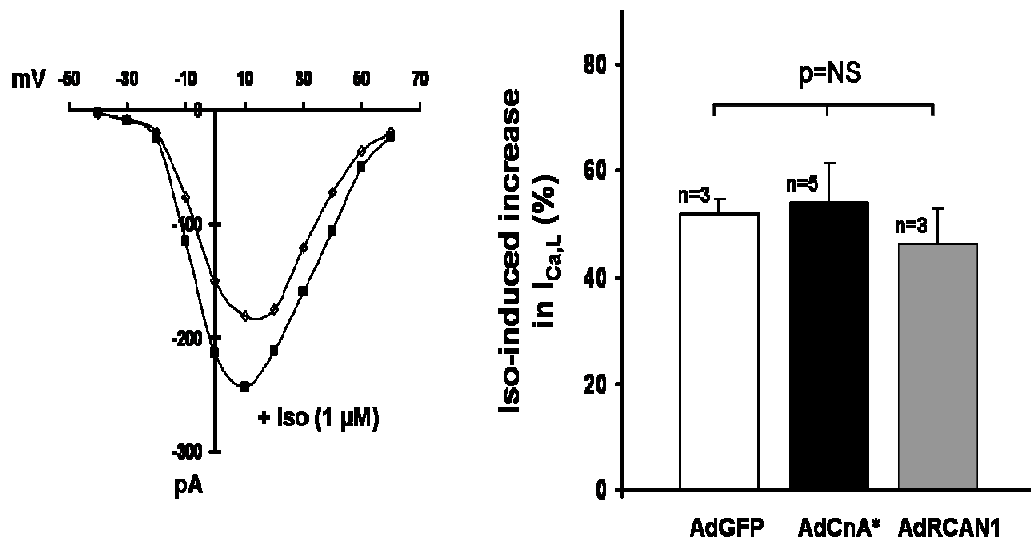 mV -50 -30 -10 10 30 50 70
0
-100
-200
-300
pA
+ Iso (1 µM)
Iso-induced increase
in ICa,L (%)
80
60
40
20
0
p=NS
n=3
n=5
n=3
AdGFP AdCnA* AdRCAN1